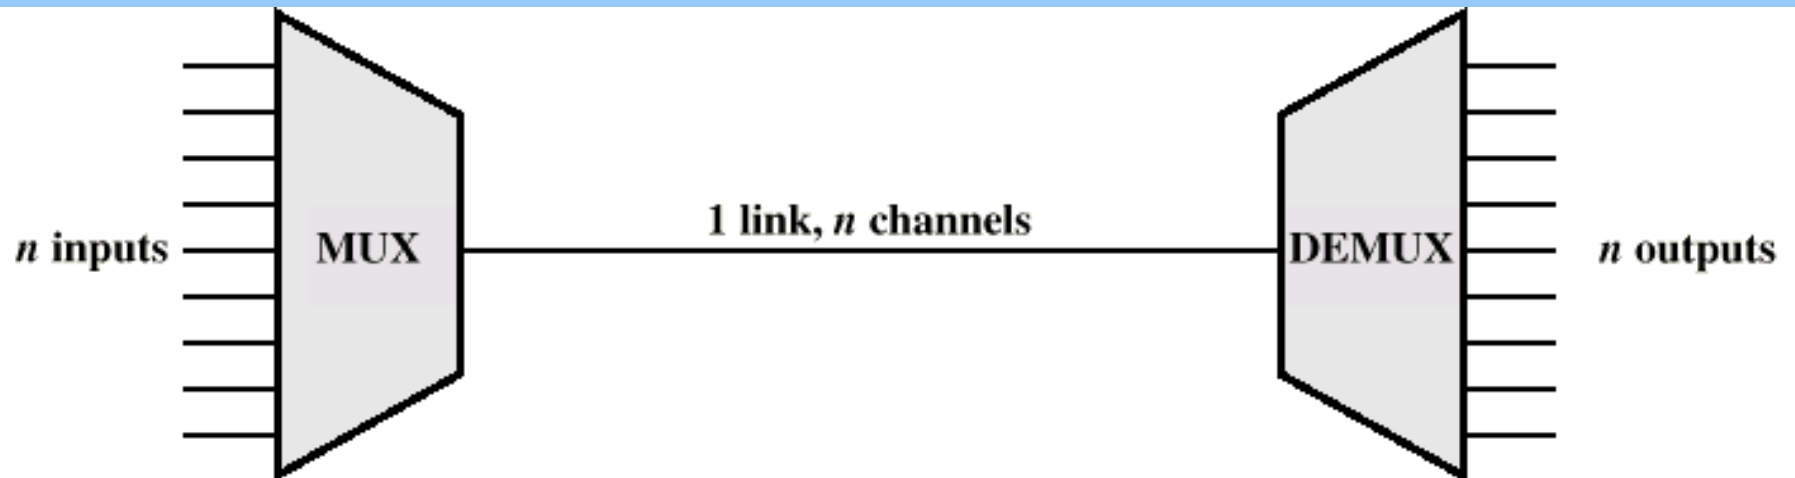 1 link, n channels
n inputs
MUX
DEMUX
n outputs